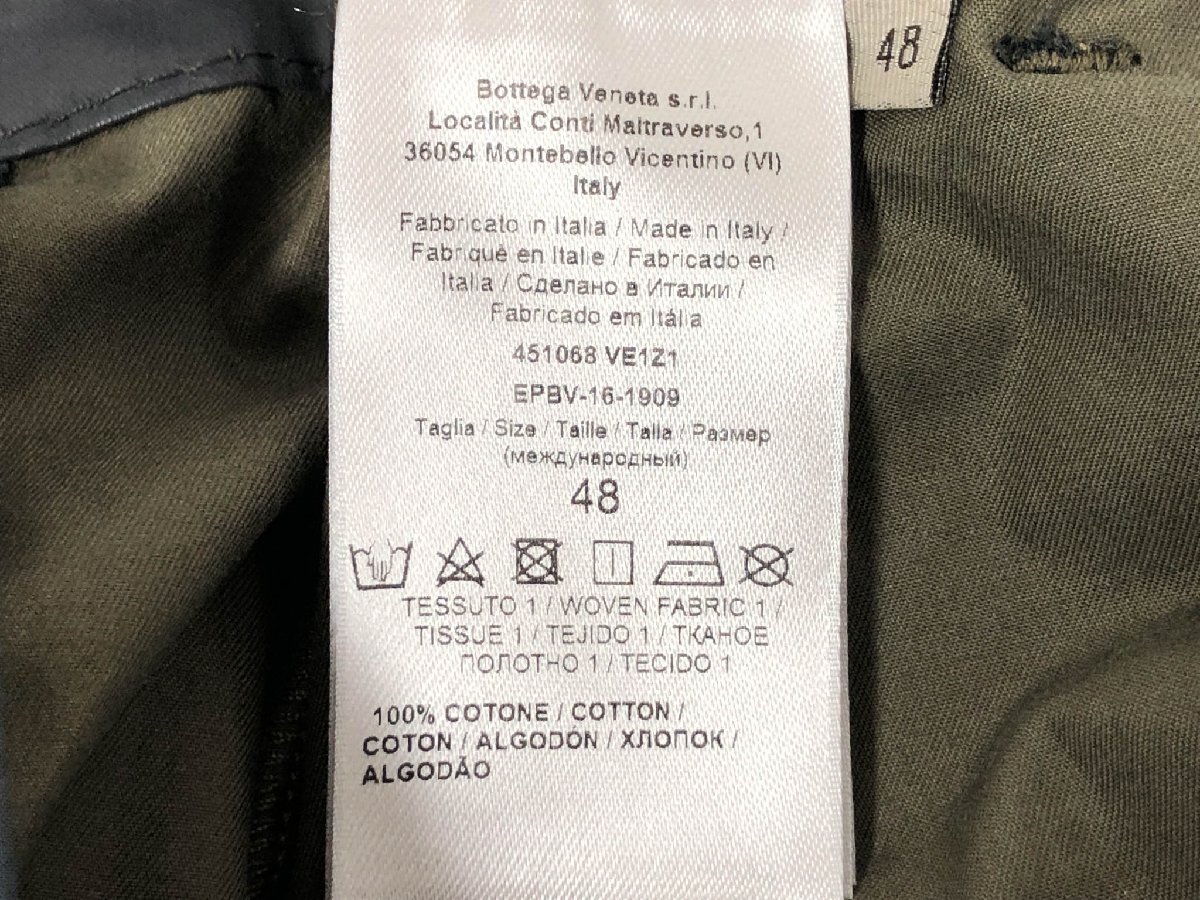 48
Bottega Veneta s.r.l.
Località Conti Maltraverso,1
36054 Montebello Vicentino (VI)
Italy
Fabbricato in Italia / Made in Italy /
Fabriqué en Italie / Fabricado en
Italia / Сделано в Италии /
Fabricado em Itália
451068 VE1Z1
EPBV-16-1909
Taglia / Size / Taille / Talla / Размер
(международный)
48
TESSUTO 1 / WOVEN FABRIC 1 /
TISSUE 1 / TEJIDO 1 / ТКАНОЕ
ПОЛОТНО 1 / TECIDO 1
100% COTONE / COTTON /
COTON / ALGODON / ХЛОПОК /
ALGODÃO